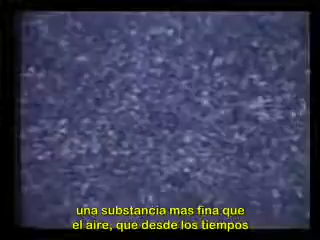 una substancia mas fina que
el aire, que desde los tiempos